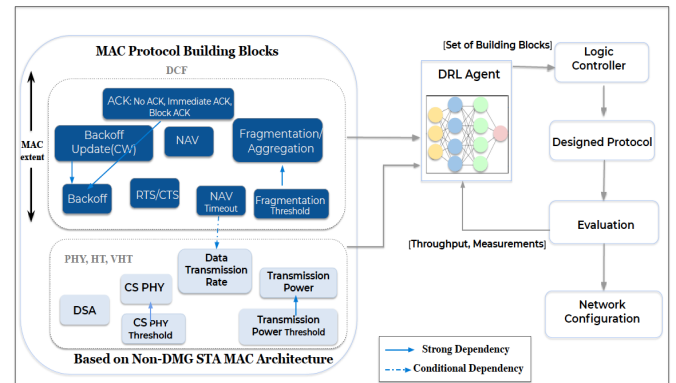 MAC Protocol Building Blocks
DCF
ACK: No ACK, Immediate ACK,
Block ACK
Backoff
Update(CW)
NAV
Fragmentation/
Aggregation
MAC
extent
Backoff
RTS/CTS
NAV
Timeout
Fragmentation
Threshold
PHY, HT, VHT
Data
Transmission
Rate
CS PHY
Transmission
Power
DSA
CS PHY
Threshold
Transmission
Power Threshold
Based on Non-DMG STA MAC Architecture
DRL Agent
[Set of Building Blocks]
Logic
Controller
Designed Protocol
Evaluation
[Throughput, Measurements]
Network
Configuration
Strong Dependency
Conditional Dependency